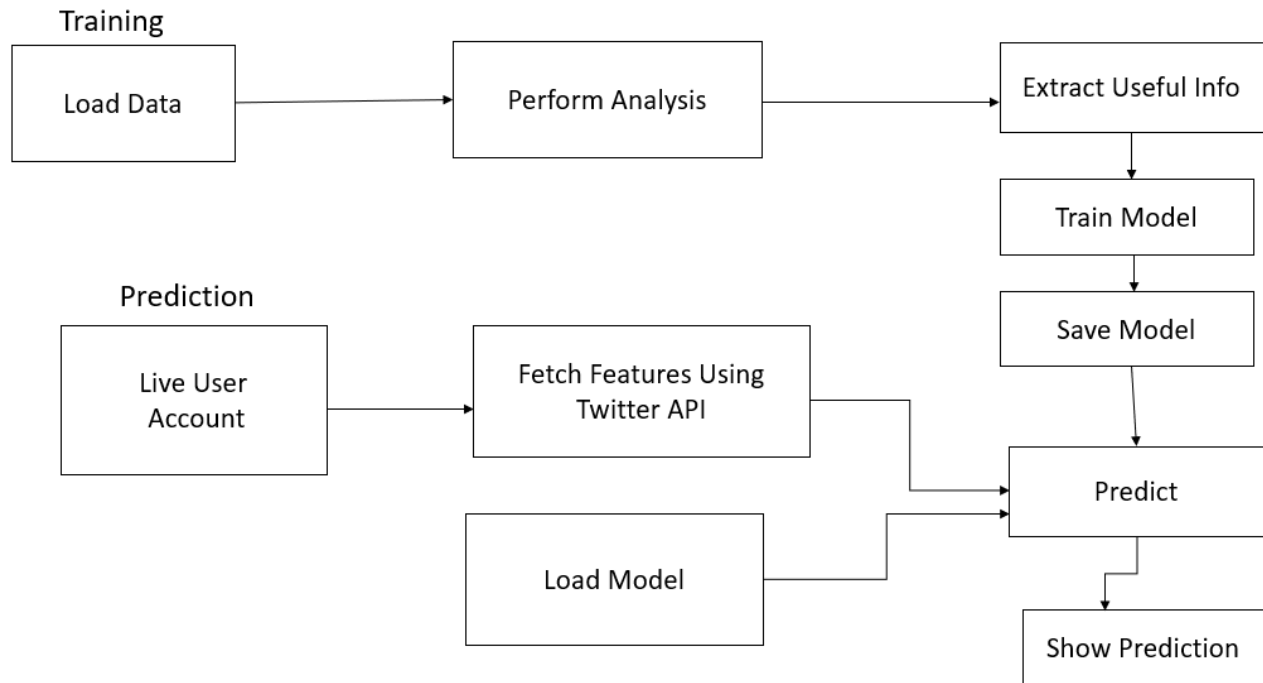 Training
Load Data
Perform Analysis
Extract Useful Info
Train Model
Save Model
Prediction
Live User
Account
Fetch Features Using
Twitter API
Load Model
Predict
Show Prediction